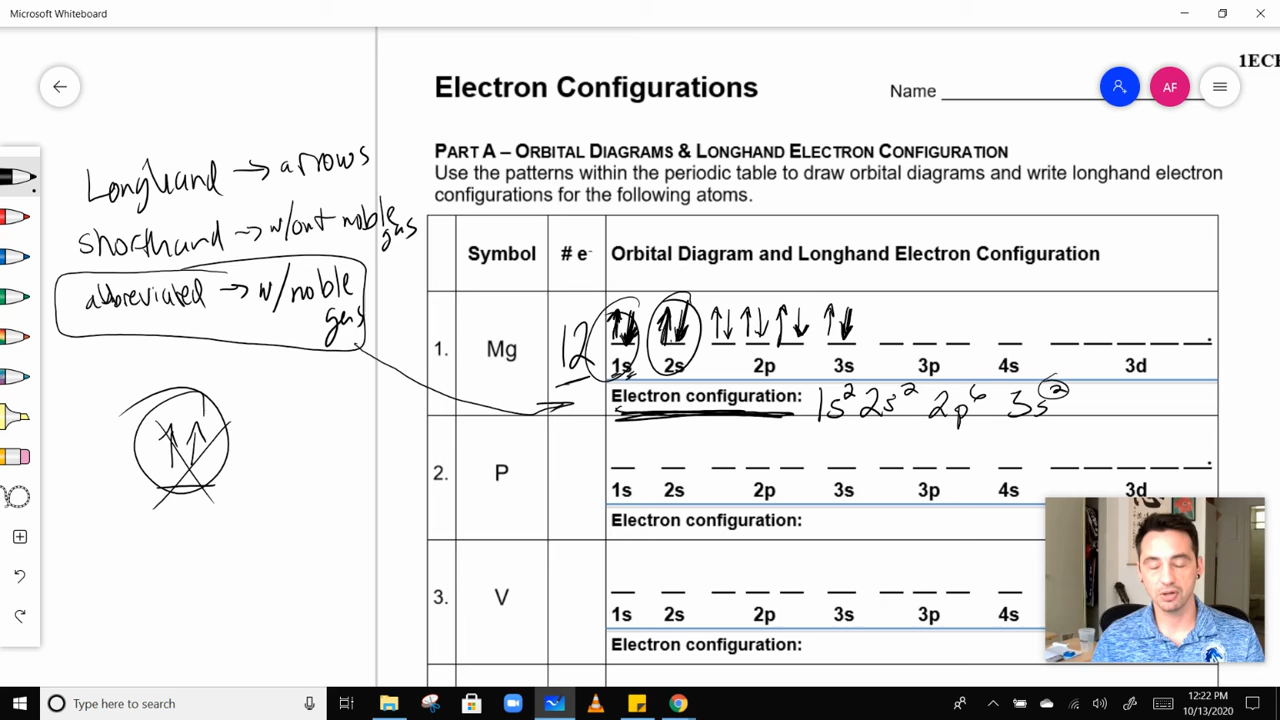 Microsoft Whiteboard
1ECE
Electron Configurations
Name
AF
PART A – ORBITAL DIAGRAMS & LONGHAND ELECTRON CONFIGURATION
Use the patterns within the periodic table to draw orbital diagrams and write longhand electron
configurations for the following atoms.
Longhand → arrows
shorthand → w/out noble
gas
abbreviated → w/ noble
gas
Symbol # e⁻ Orbital Diagram and Longhand Electron Configuration
1. Mg 12 ↑↓ ↑↓ ↑↓ ↑↓ ↑↓ ↑↓
1s 2s 2p 3s 3p 4s 3d
Electron configuration: 1s² 2s² 2p⁶ 3s²
↑↑
2. P
1s 2s 2p 3s 3p 4s 3d
Electron configuration:
3. V
1s 2s 2p 3s 3p 4s
Electron configuration:
Type here to search
12:22 PM
10/13/2020